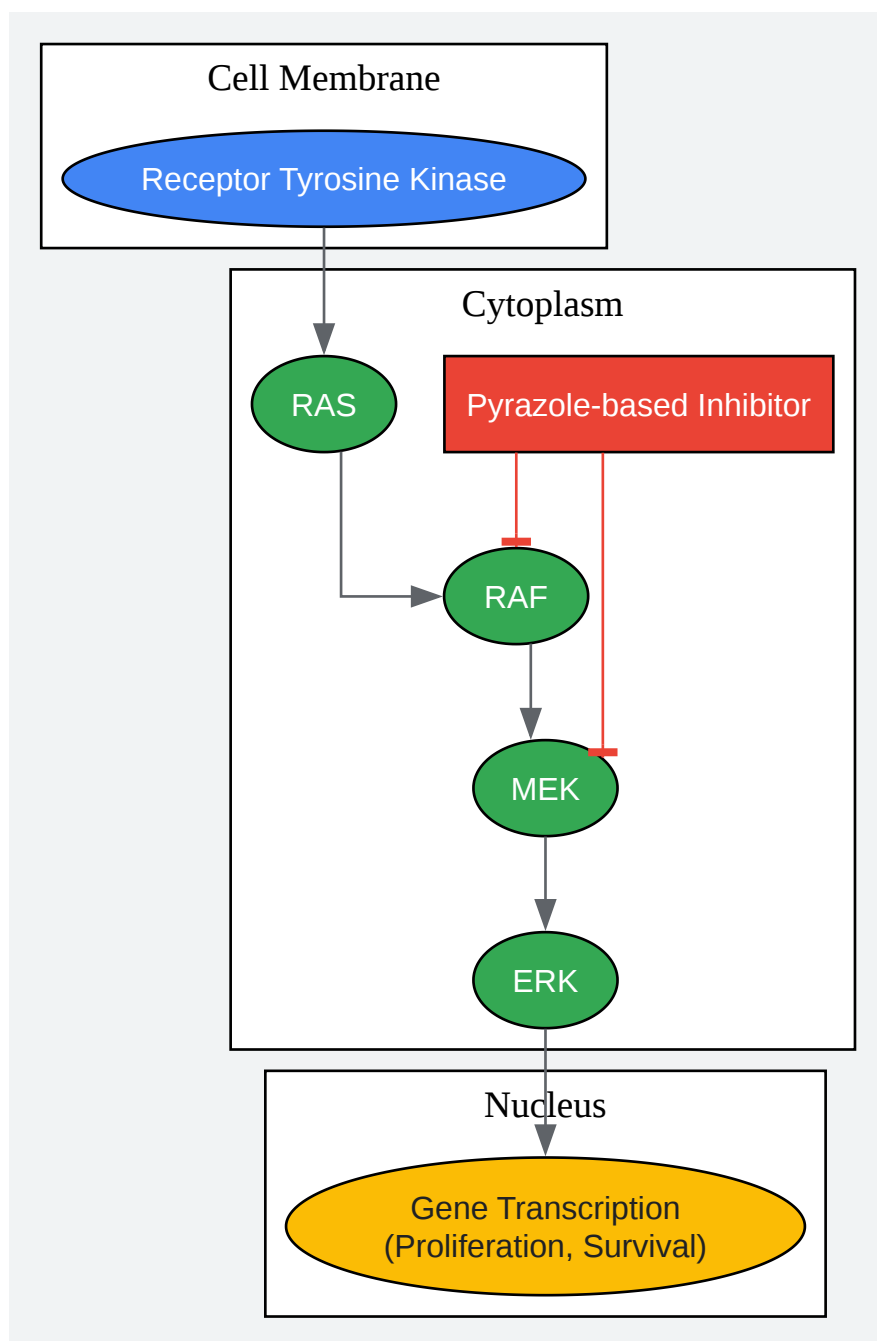 Cell Membrane
Receptor Tyrosine Kinase
Cytoplasm
RAS
Pyrazole-based Inhibitor
RAF
MEK
ERK
Nucleus
Gene Transcription
(Proliferation, Survival)